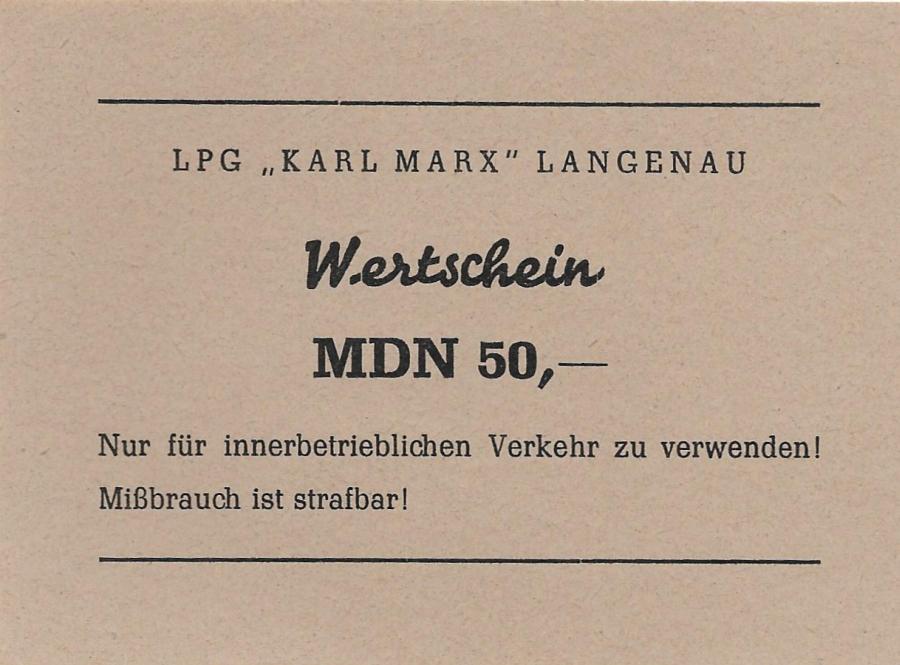 LPG „KARL MARX” LANGENAU
Wertschein
MDN 50,—
Nur für innerbetrieblichen Verkehr zu verwenden!
Mißbrauch ist strafbar!